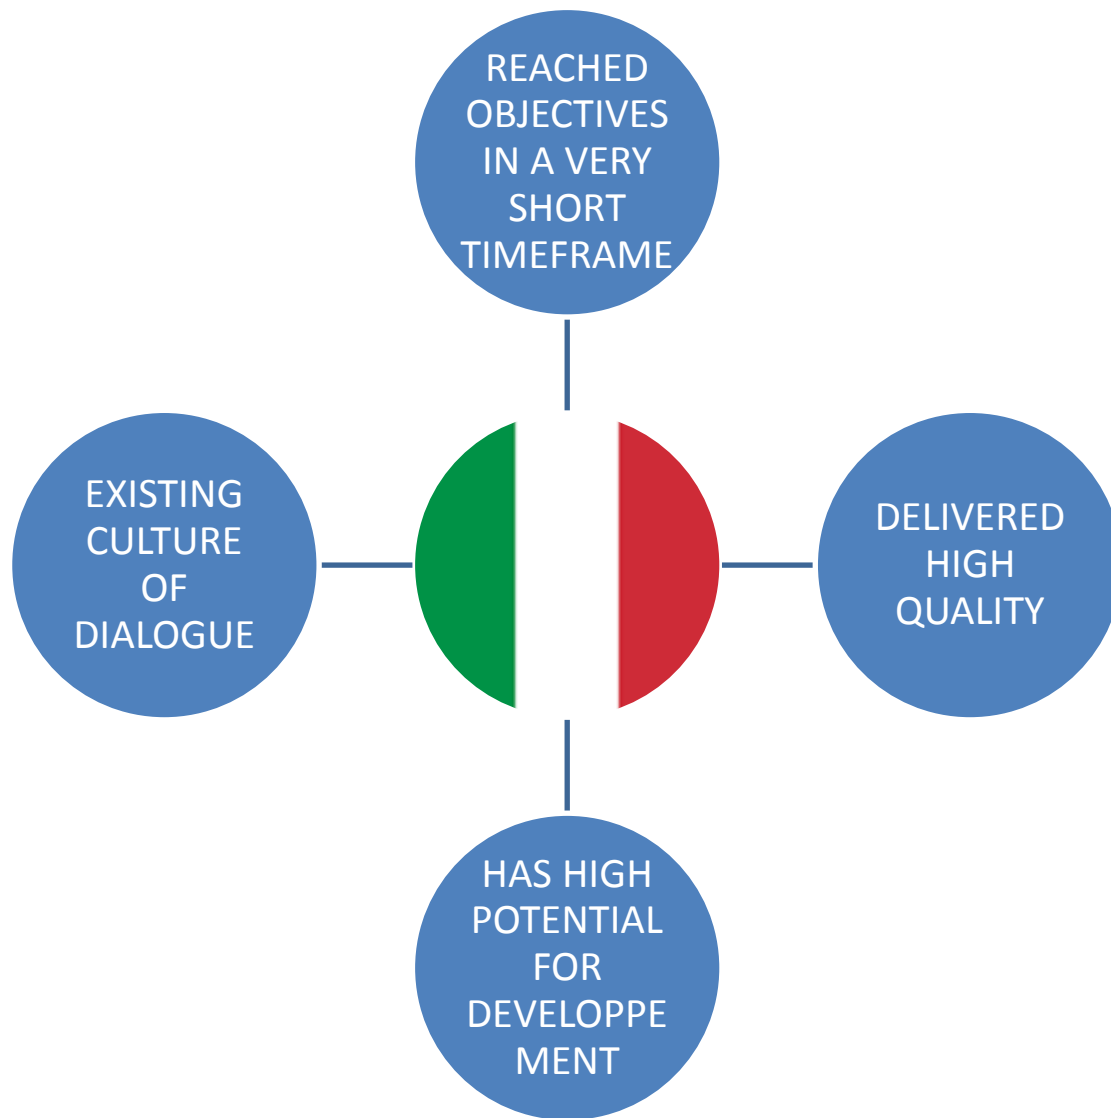 REACHED
OBJECTIVES
IN A VERY
SHORT
TIMEFRAME
EXISTING
CULTURE
OF
DIALOGUE
DELIVERED
HIGH
QUALITY
HAS HIGH
POTENTIAL
FOR
DEVELOPPE
MENT